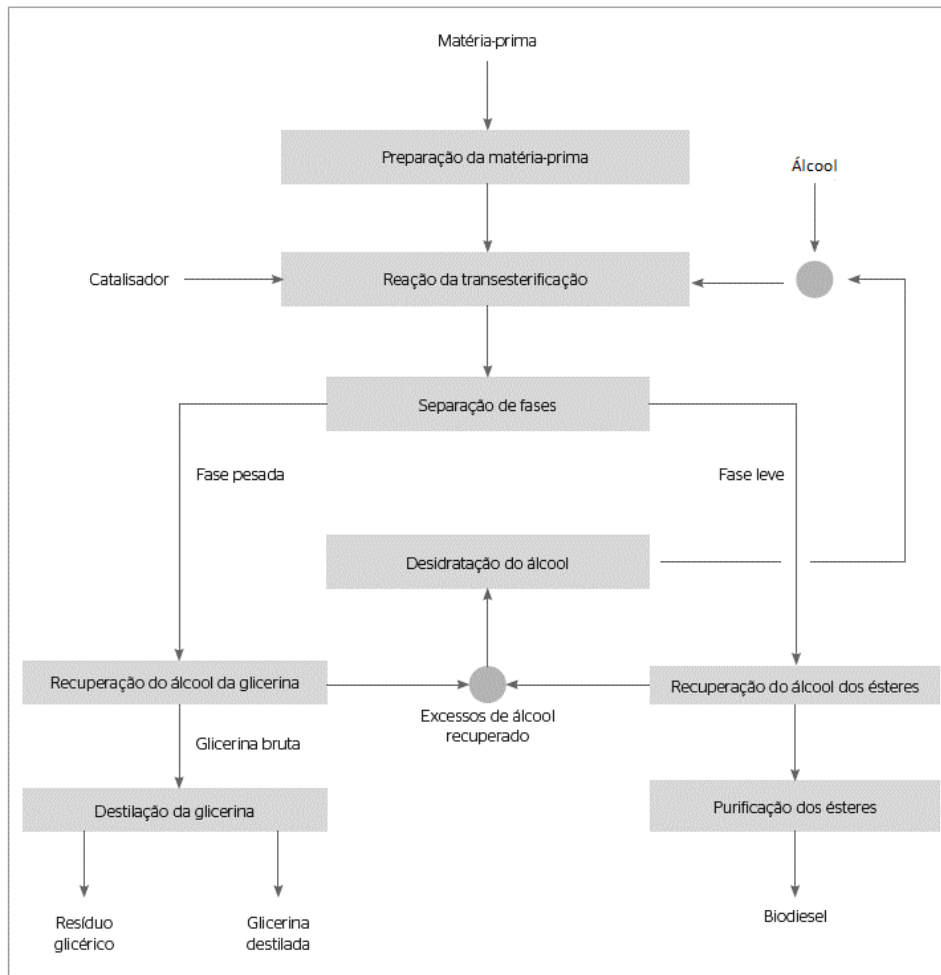 Matéria-prima
Preparação da matéria-prima
Álcool
Catalisador
Reação da transesterificação
Separação de fases
Fase pesada
Fase leve
Desidratação do álcool
Recuperação do álcool da glicerina
Recuperação do álcool dos ésteres
Excessos de álcool
recuperado
Glicerina bruta
Destilação da glicerina
Purificação dos ésteres
Resíduo
glicérico
Glicerina
destilada
Biodiesel